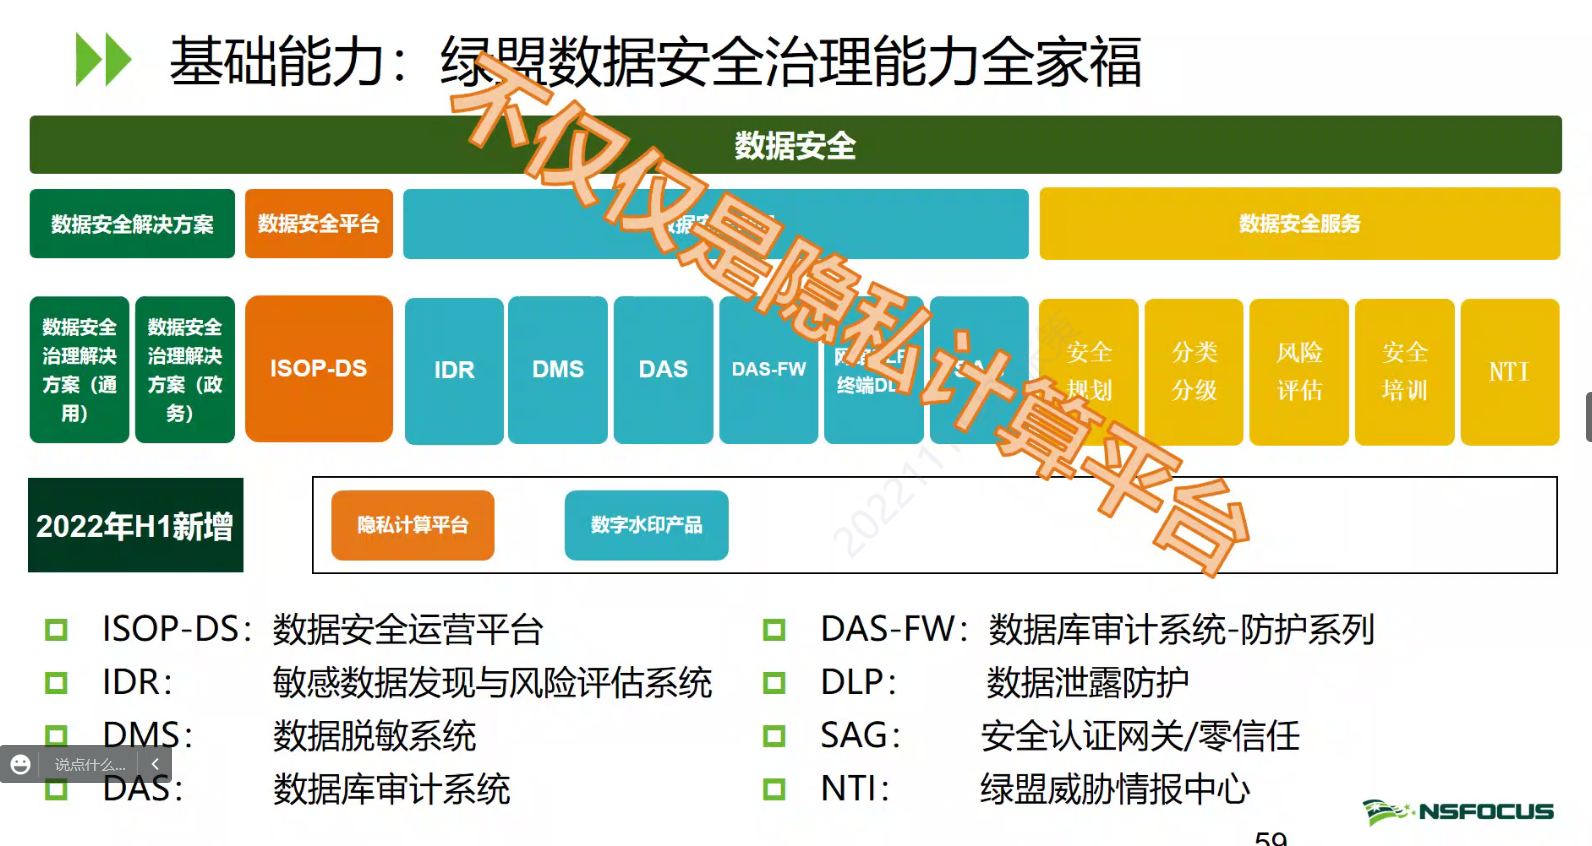 基础能力：绿盟数据安全治理能力全家福
不仅仅是隐私计算平台
数据安全
数据安全解决方案
数据安全平台
数据安
数据安全服务
数据安全
治理解决
方案（通
用）
数据安全
治理解决
方案（政
务）
ISOP-DS
IDR
DMS
DAS
DAS-FW
终端DL
安全
规划
分类
分级
风险
评估
安全
培训
NTI
2022年H1新增
隐私计算平台
数字水印产品
ISOP-DS：数据安全运营平台
IDR：敏感数据发现与风险评估系统
DMS：数据脱敏系统
DAS：数据库审计系统
DAS-FW：数据库审计系统-防护系列
DLP：数据泄露防护
SAG：安全认证网关/零信任
NTI：绿盟威胁情报中心
说点什么...
NSFOCUS
59